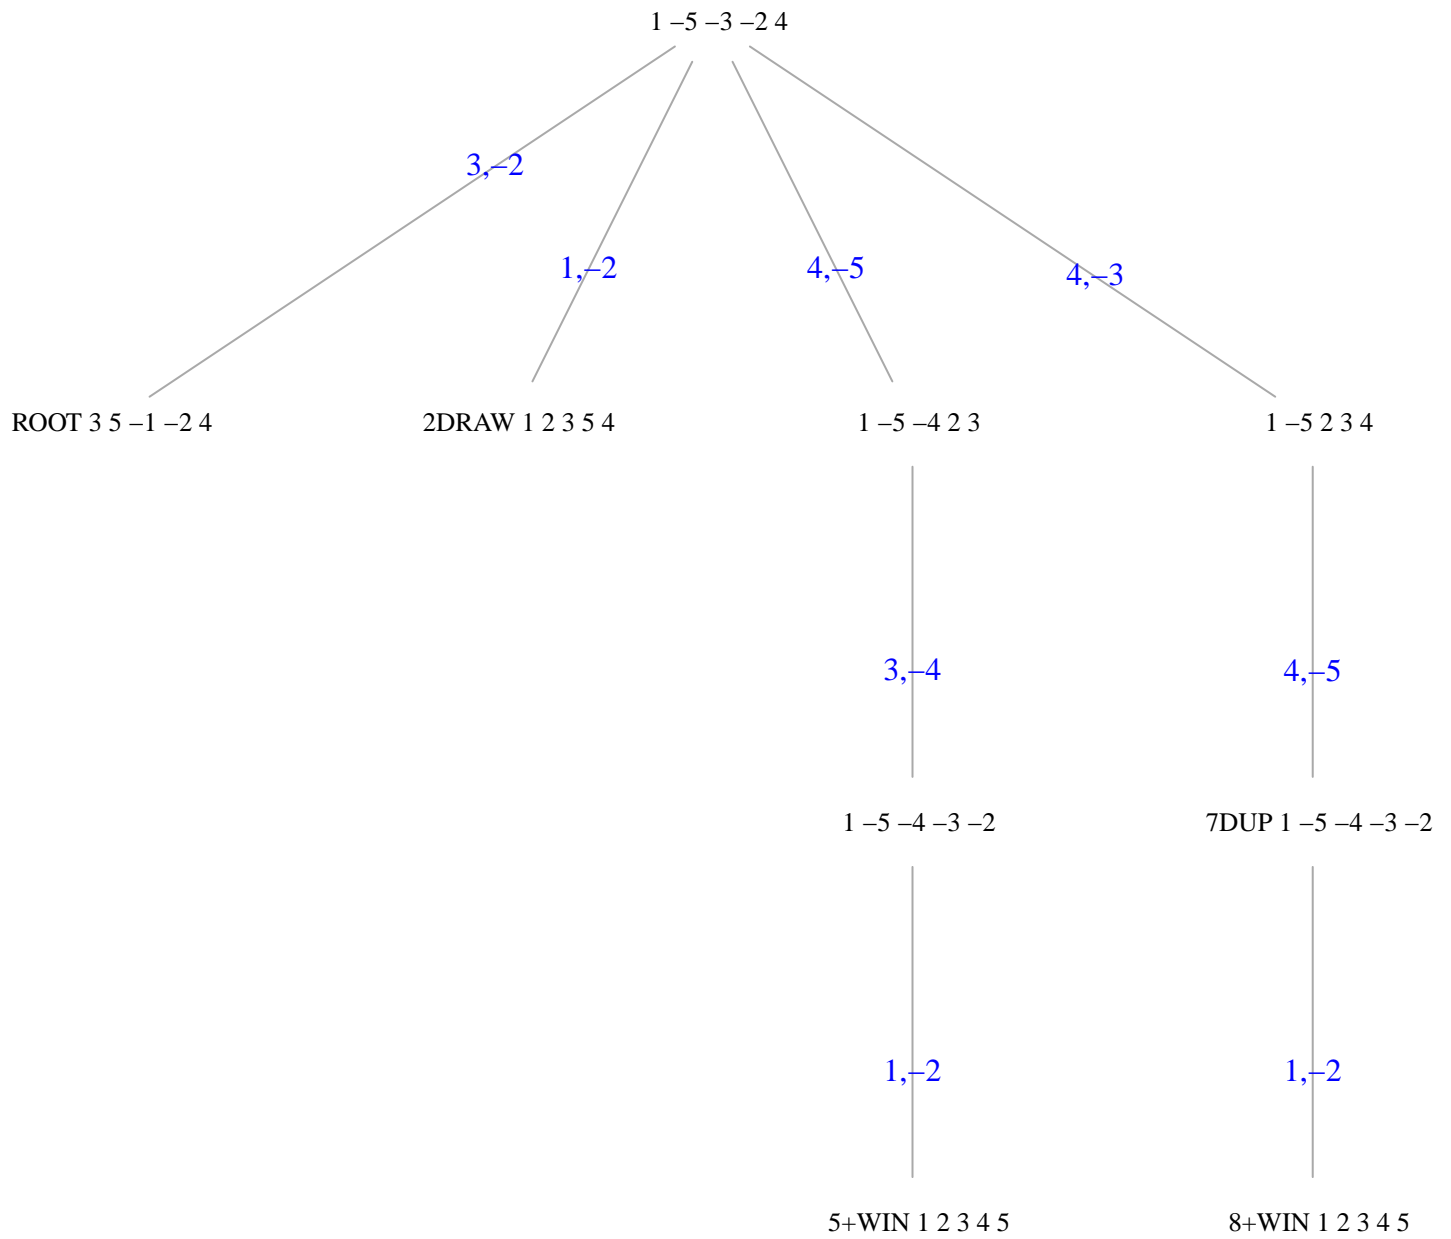 1 –5 –3 –2 4
3,–2
1,–2
4,–5
4,–3
ROOT 3 5 –1 –2 4
2DRAW 1 2 3 5 4
1 –5 –4 2 3
1 –5 2 3 4
3,–4
4,–5
1 –5 –4 –3 –2
7DUP 1 –5 –4 –3 –2
1,–2
1,–2
5+WIN 1 2 3 4 5
8+WIN 1 2 3 4 5